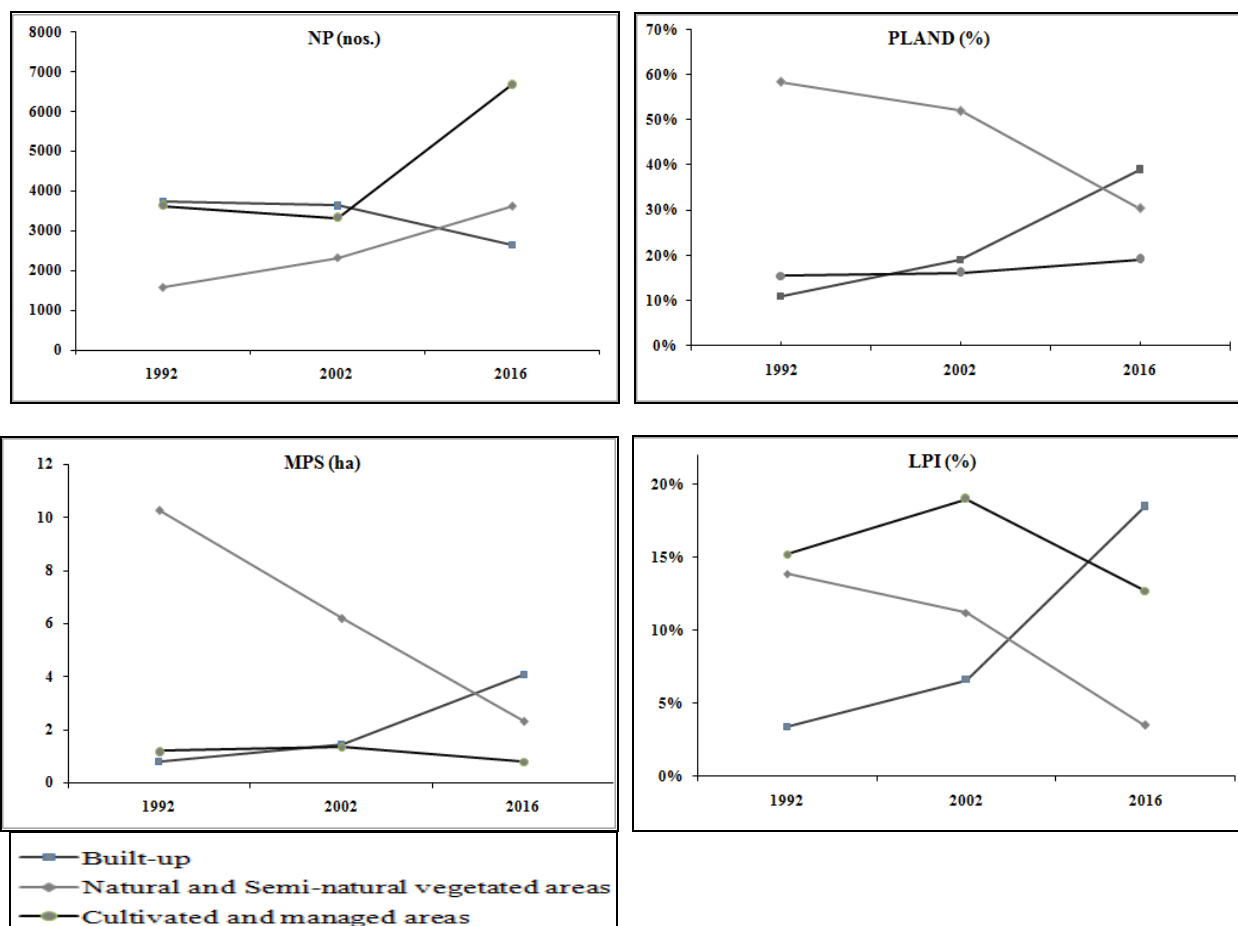 NP (nos.)
8000
7000
6000
5000
4000
3000
2000
1000
0
1992 2002 2016
PLAND (%)
70%
60%
50%
40%
30%
20%
10%
0%
1992 2002 2016
MPS (ha)
12
10
8
6
4
2
0
1992 2002 2016
LPI (%)
20%
15%
10%
5%
0%
1992 2002 2016
Built-up
Natural and Semi-natural vegetated areas
Cultivated and managed areas